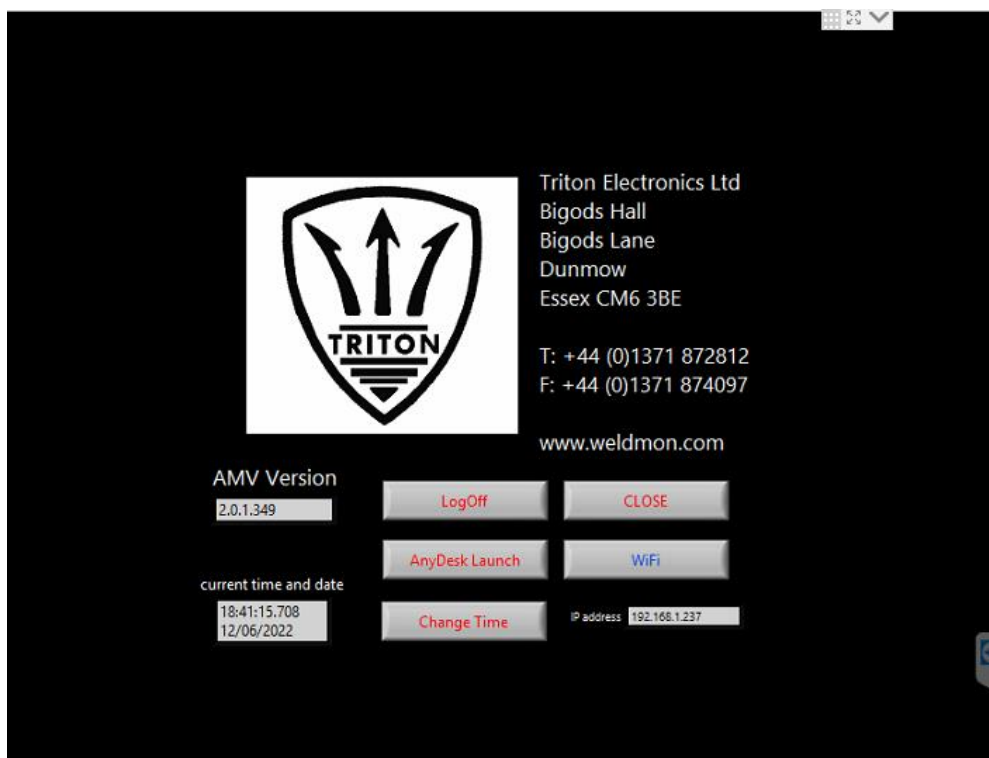 TRITON
Triton Electronics Ltd
Bigods Hall
Bigods Lane
Dunmow
Essex CM6 3BE
T: +44 (0)1371 872812
F: +44 (0)1371 874097
www.weldmon.com
AMV Version
2.0.1.349
LogOff
CLOSE
AnyDesk Launch
WiFi
current time and date
18:41:15.708
12/06/2022
Change Time
IP address 192.168.1.237